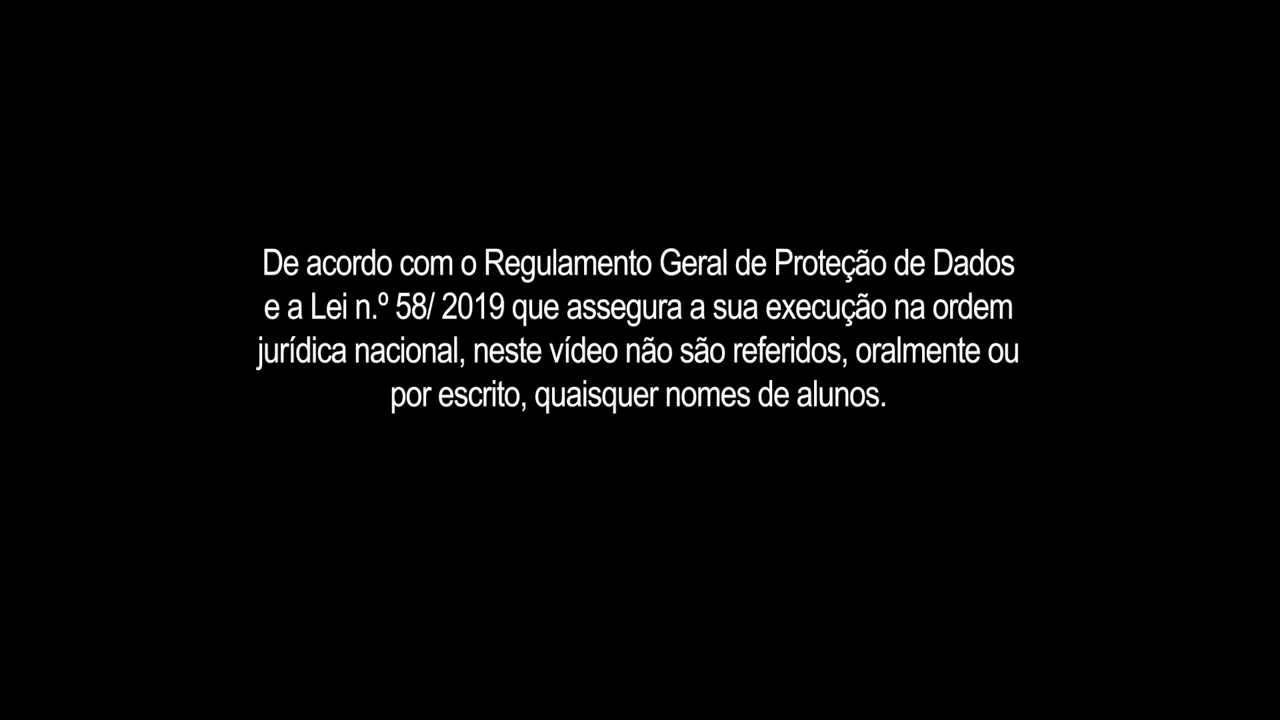 De acordo com o Regulamento Geral de Proteção de Dados
e a Lei n.º 58/ 2019 que assegura a sua execução na ordem
jurídica nacional, neste vídeo não são referidos, oralmente ou
por escrito, quaisquer nomes de alunos.